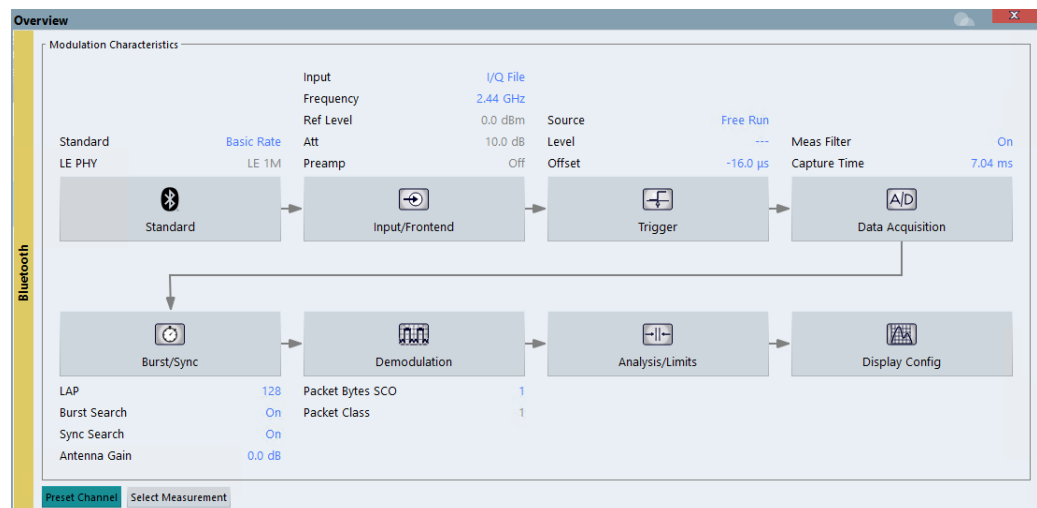 Overview
x
Modulation Characteristics
Input I/Q File
Frequency 2.44 GHz
Ref Level 0.0 dBm Source Free Run
Standard Basic Rate Att 10.0 dB Level --- Meas Filter On
LE PHY LE 1M Preamp Off Offset -16.0 µs Capture Time 7.04 ms
A/D
Standard Input/Frontend Trigger Data Acquisition
Bluetooth
Burst/Sync Demodulation Analysis/Limits Display Config
LAP 128 Packet Bytes SCO 1
Burst Search On Packet Class 1
Sync Search On
Antenna Gain 0.0 dB
Preset Channel Select Measurement